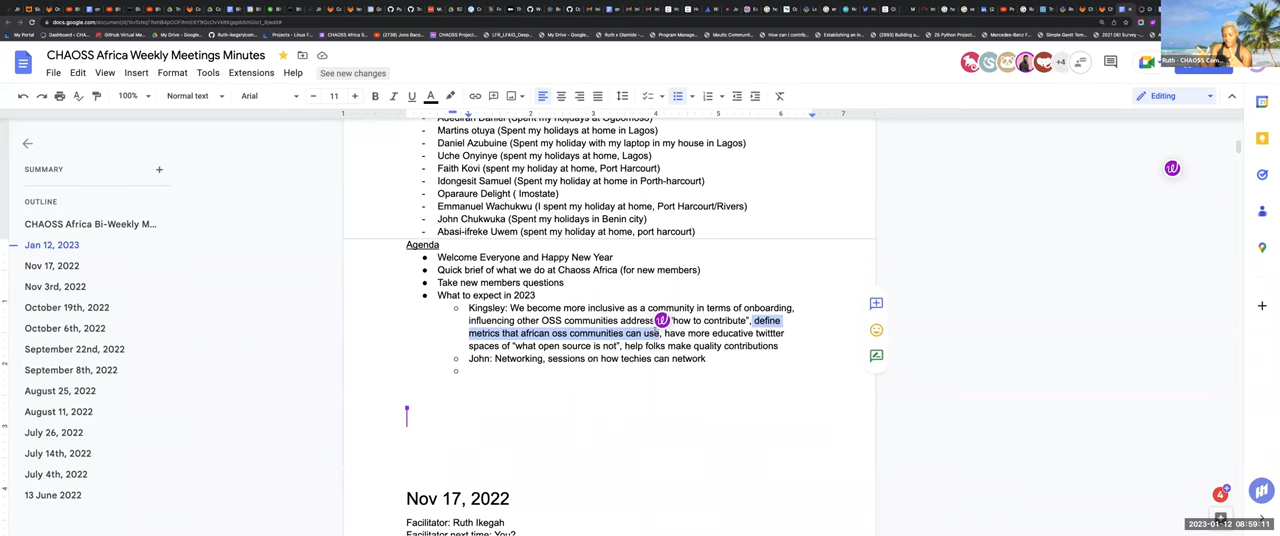 docs.google.com/document/d/
CHAOSS Africa Weekly Meetings Minutes
File Edit View Insert Format Tools Extensions Help See new changes
+4
Ruth - CHAOSS Com...
100% Normal text Arial 11 Editing
Martins otuya (Spent my holidays at home in Lagos)
Daniel Azubuine (Spend my holiday with my laptop in my house in Lagos)
Uche Onyinye (spent my holidays at home, Lagos)
Faith Kovi (spent my holiday at home, Port Harcourt)
Idongesit Samuel (Spent my holiday at home in Porth-harcourt)
Oparaure Delight ( Imostate)
Emmanuel Wachukwu (I spent my holiday at home, Port Harcourt/Rivers)
John Chukwuka (Spent my holidays in Benin city)
Abasi-ifreke Uwem (spent my holiday at home, port harcourt)
Agenda
Welcome Everyone and Happy New Year
Quick brief of what we do at Chaoss Africa (for new members)
Take new members questions
What to expect in 2023
Kingsley: We become more inclusive as a community in terms of onboarding,
influencing other OSS communities address "how to contribute", define
metrics that african oss communities can use, have more educative twittter
spaces of "what open source is not", help folks make quality contributions
John: Networking, sessions on how techies can network
Nov 17, 2022
Facilitator: Ruth Ikegah
Facilitator next time: You?
SUMMARY
OUTLINE
CHAOSS Africa Bi-Weekly M...
Jan 12, 2023
Nov 17, 2022
Nov 3rd, 2022
October 19th, 2022
September 22nd, 2022
September 8th, 2022
August 25, 2022
August 11, 2022
July 26, 2022
July 14th, 2022
July 4th, 2022
13 June 2022
4
2023-01-12 08:59:11